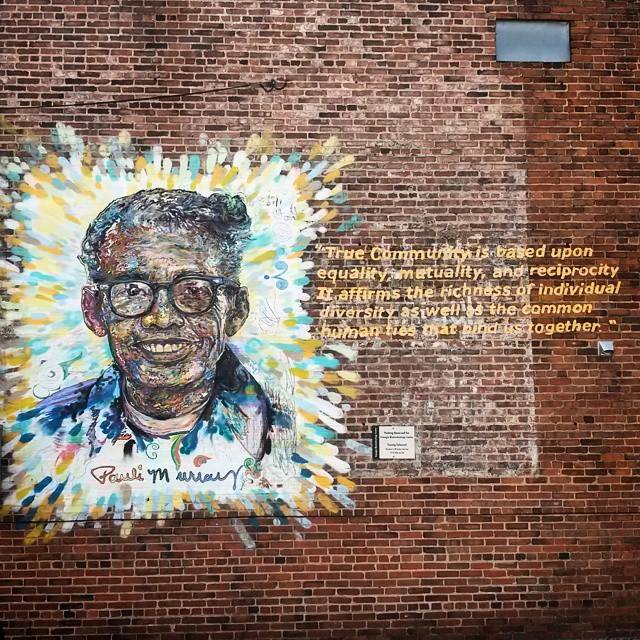 "True Community is based upon
equality, mutuality, and reciprocity
It affirms the richness of individual
diversity as well as the common
human ties that bind us together."
Pauli Murray